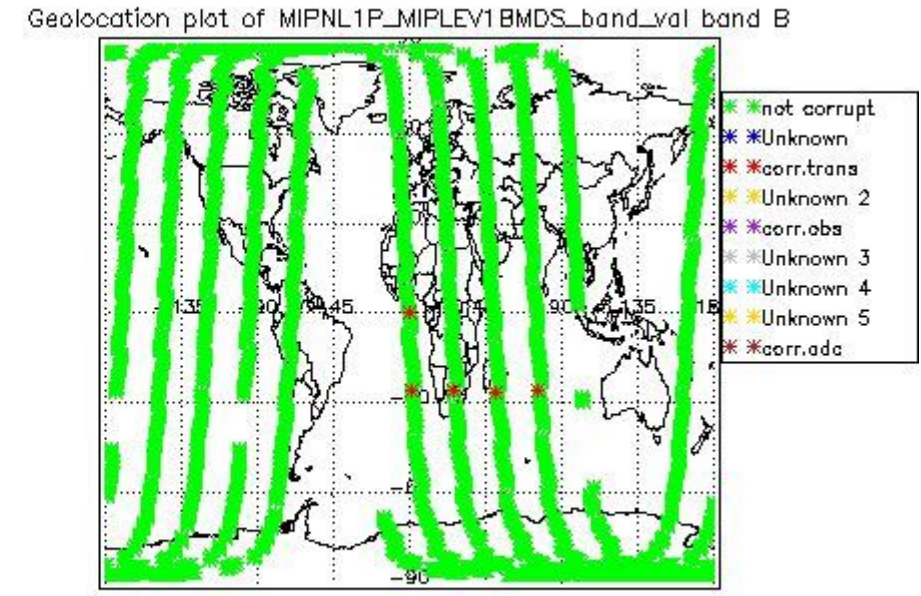 Geolocation plot of MIPNL1P_MIPLEV1BMDS_band_val band B
not corrupt
Unknown
corr.trans
Unknown 2
corr.obs
Unknown 3
Unknown 4
Unknown 5
corr.adc
135
45
90
135
-90